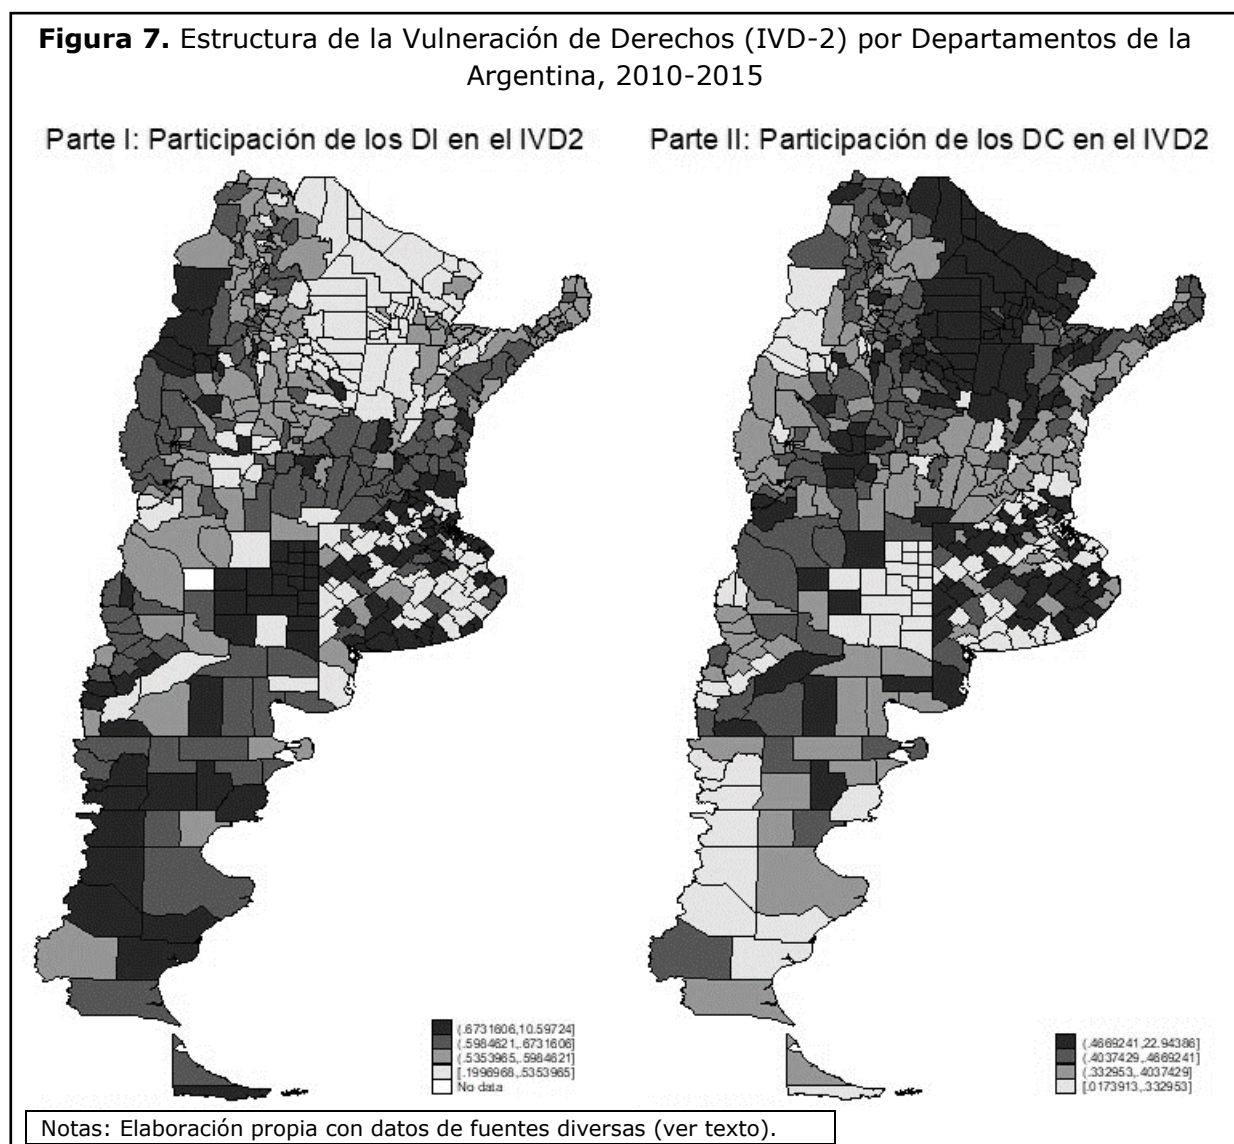 Figura 7. Estructura de la Vulneración de Derechos (IVD-2) por Departamentos de la
Argentina, 2010-2015
Parte I: Participación de los DI en el IVD2
Parte II: Participación de los DC en el IVD2
(.6731606,10.59724]
(.5984621,.6731606]
(.5353965,.5984621]
[.1996968,.5353965]
No data
(.4669241,22.94386]
(.4037429,.4669241]
(.332953,.4037429]
[.0173913,.332953]
Notas: Elaboración propia con datos de fuentes diversas (ver texto).